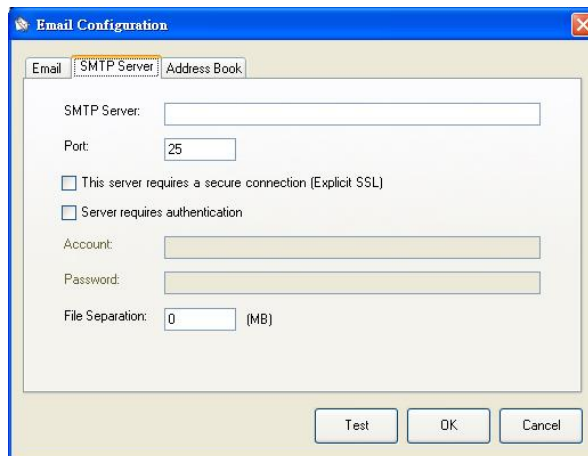 Email Configuration
Email SMTP Server Address Book
SMTP Server:
Port: 25
This server requires a secure connection (Explicit SSL)
Server requires authentication
Account:
Password:
File Separation: 0 (MB)
Test OK Cancel